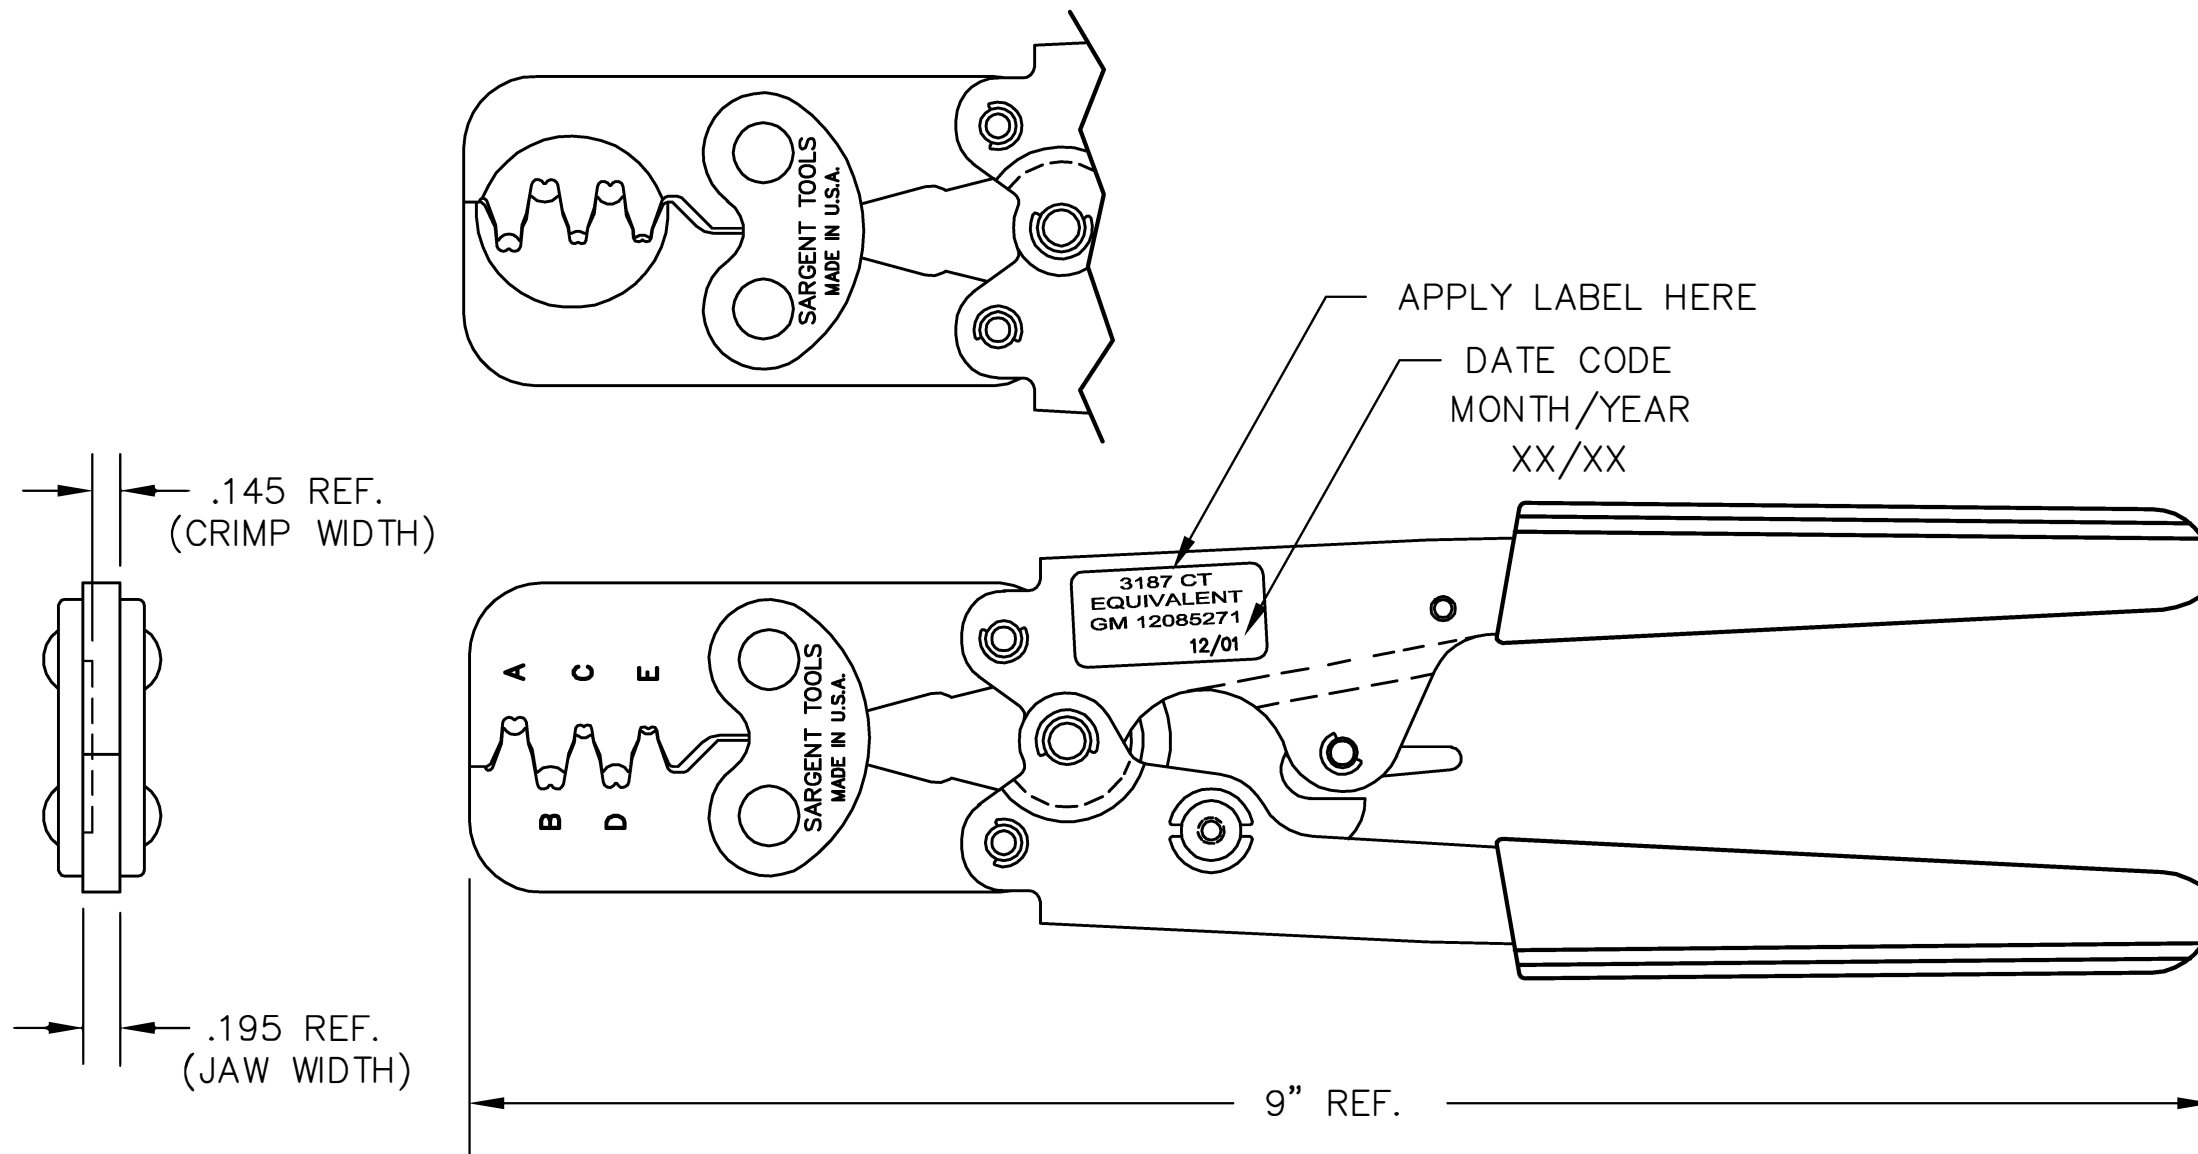 SARGENT TOOLS
MADE IN U.S.A.
APPLY LABEL HERE
DATE CODE
MONTH/YEAR
XX/XX
.145 REF.
(CRIMP WIDTH)
3187 CT
EQUIVALENT
GM 12085271
12/01
A C E
B D
SARGENT TOOLS
MADE IN U.S.A.
.195 REF.
(JAW WIDTH)
9” REF.